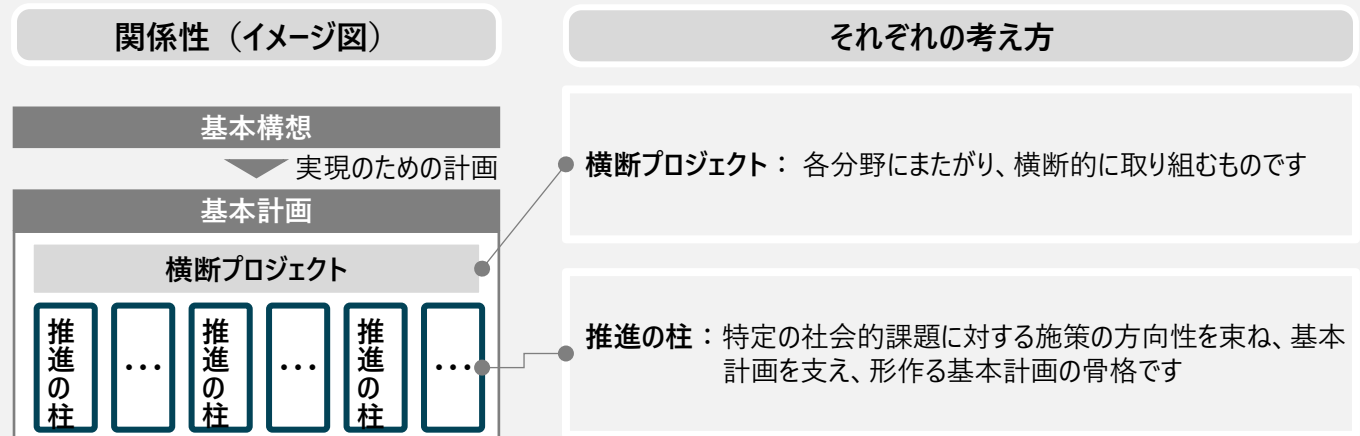 関係性（イメージ図）
それぞれの考え方
基本構想
実現のための計画
基本計画
横断プロジェクト
推進の柱
…
推進の柱
…
推進の柱
…
横断プロジェクト： 各分野にまたがり、横断的に取り組むものです
推進の柱：特定の社会的課題に対する施策の方向性を束ね、基本
計画を支え、形作る基本計画の骨格です